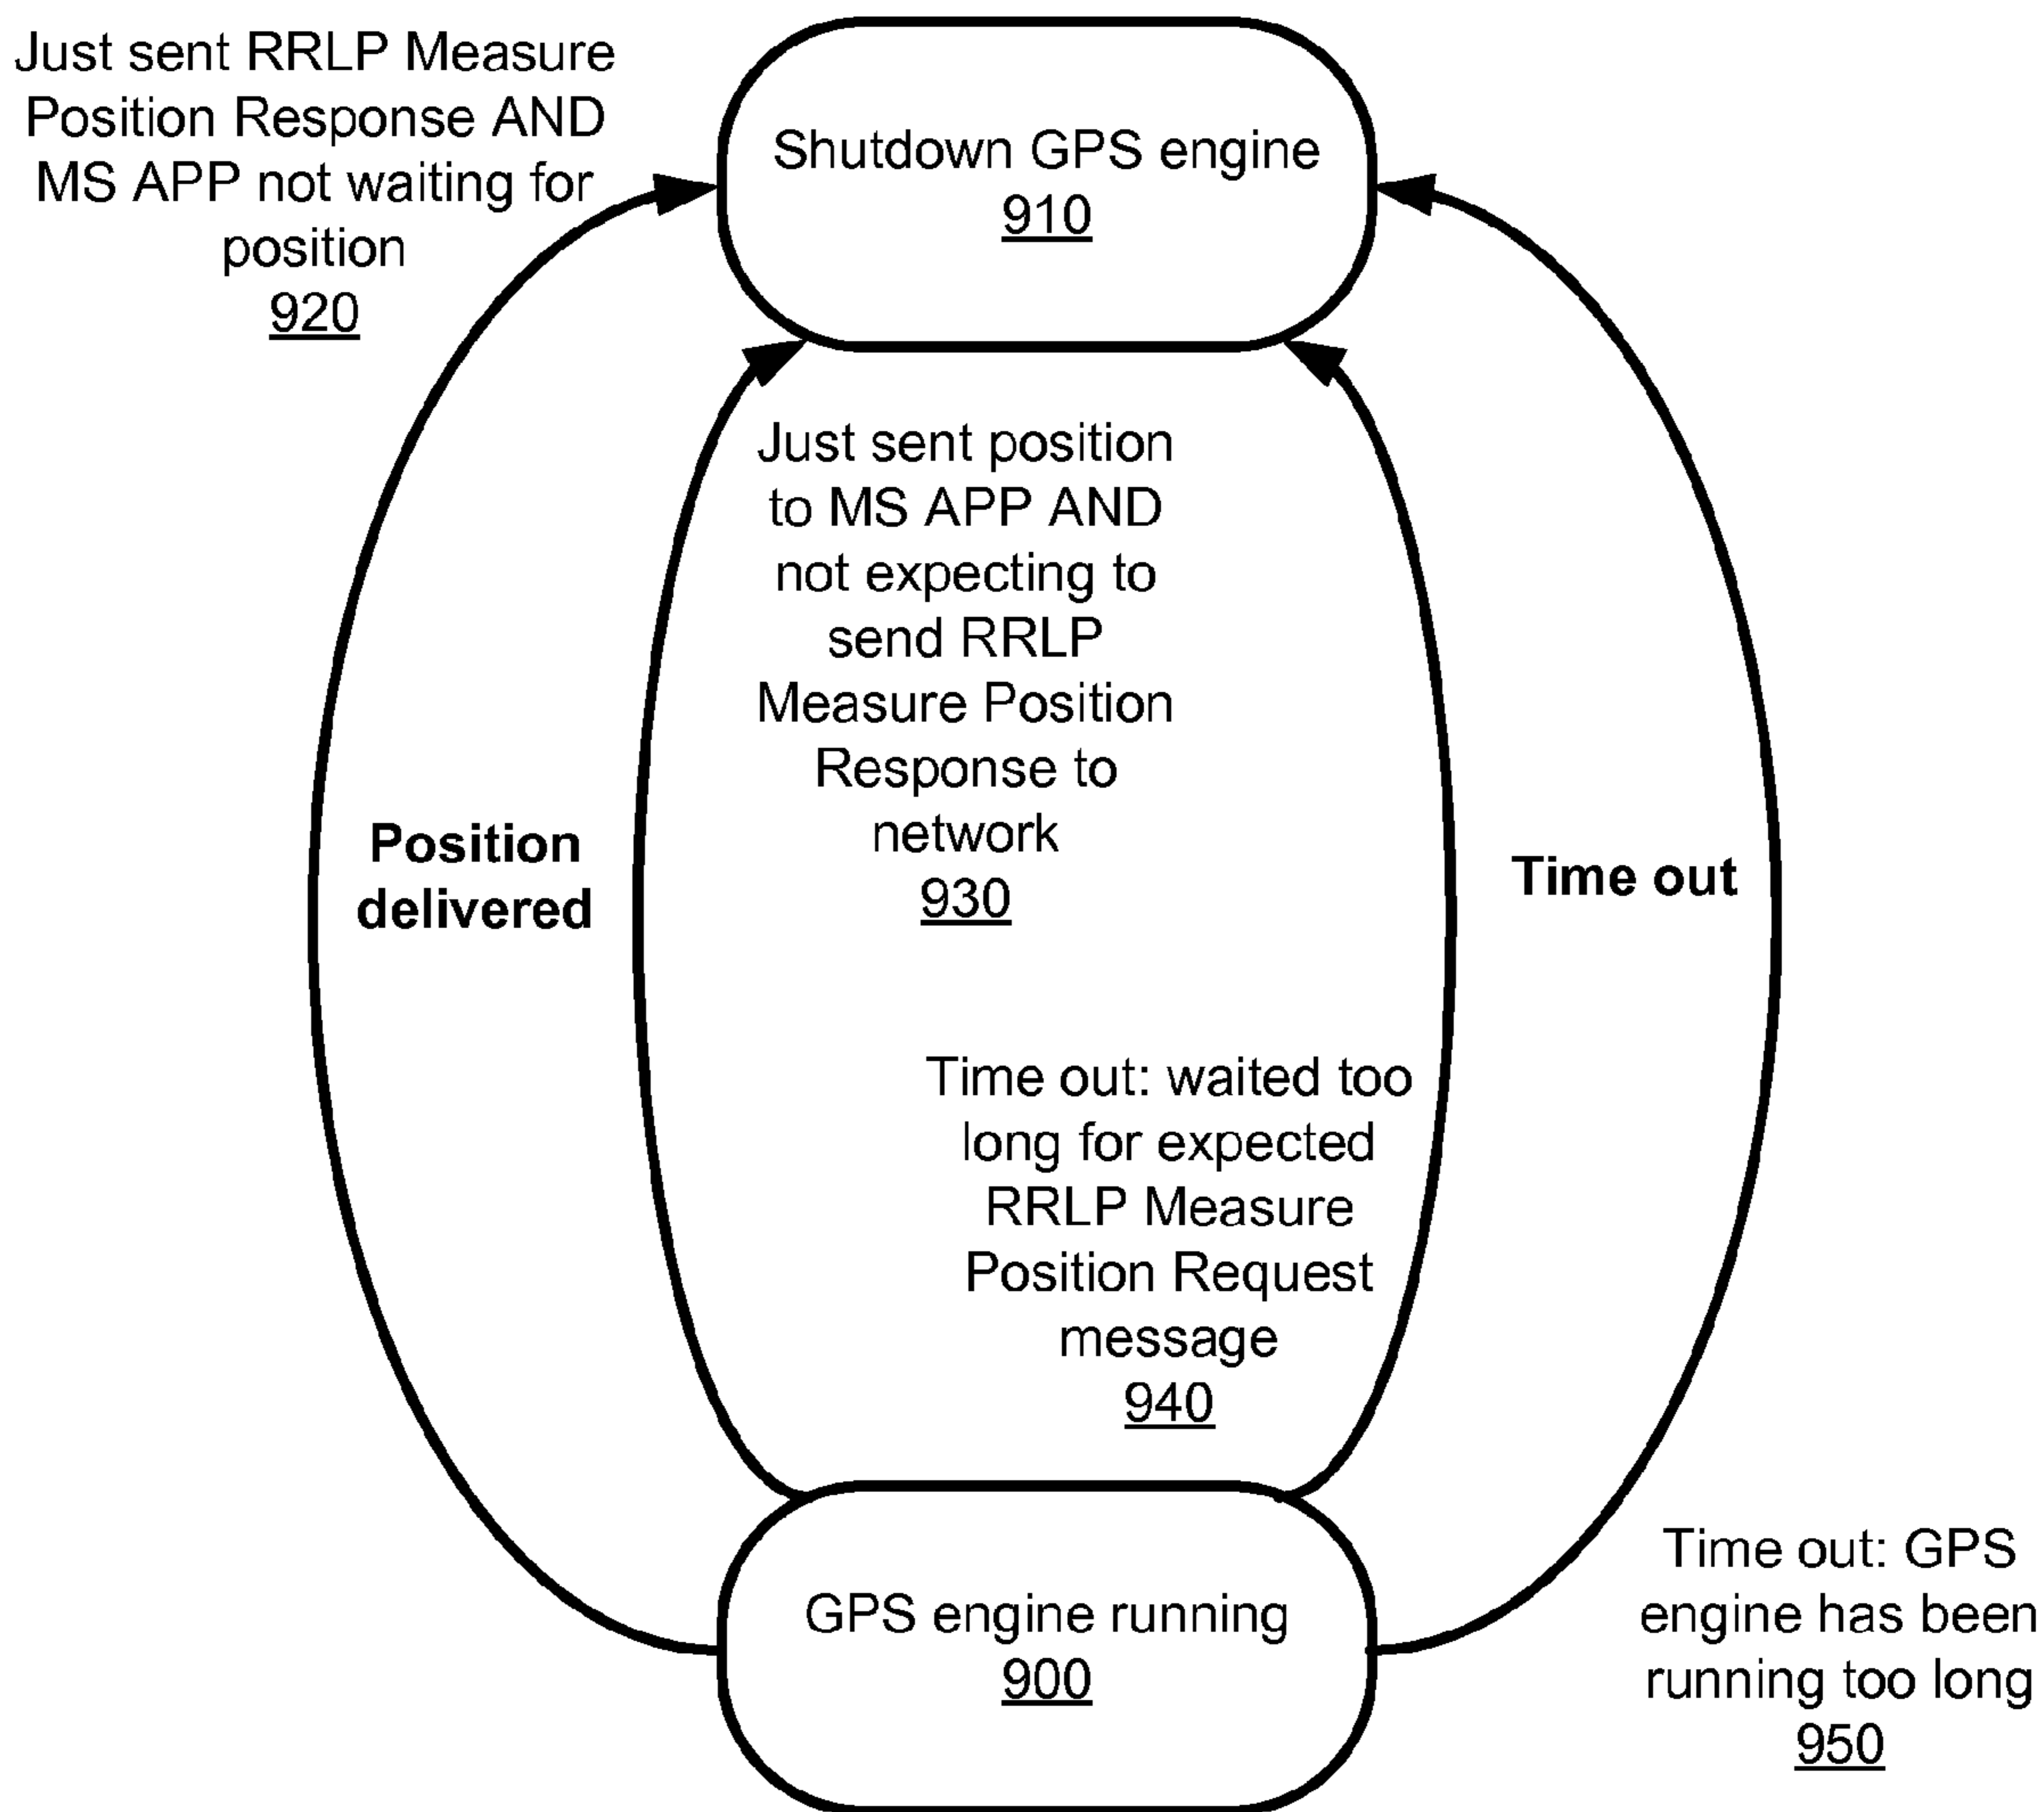 Just sent RRLP Measure
Position Response AND
MS APP not waiting for
position
920
Shutdown GPS engine
910
Just sent position
to MS APP AND
not expecting to
send RRLP
Measure Position
Response to
network
930
Position
delivered
Time out
Time out: waited too
long for expected
RRLP Measure
Position Request
message
940
GPS engine running
900
Time out: GPS
engine has been
running too long
950